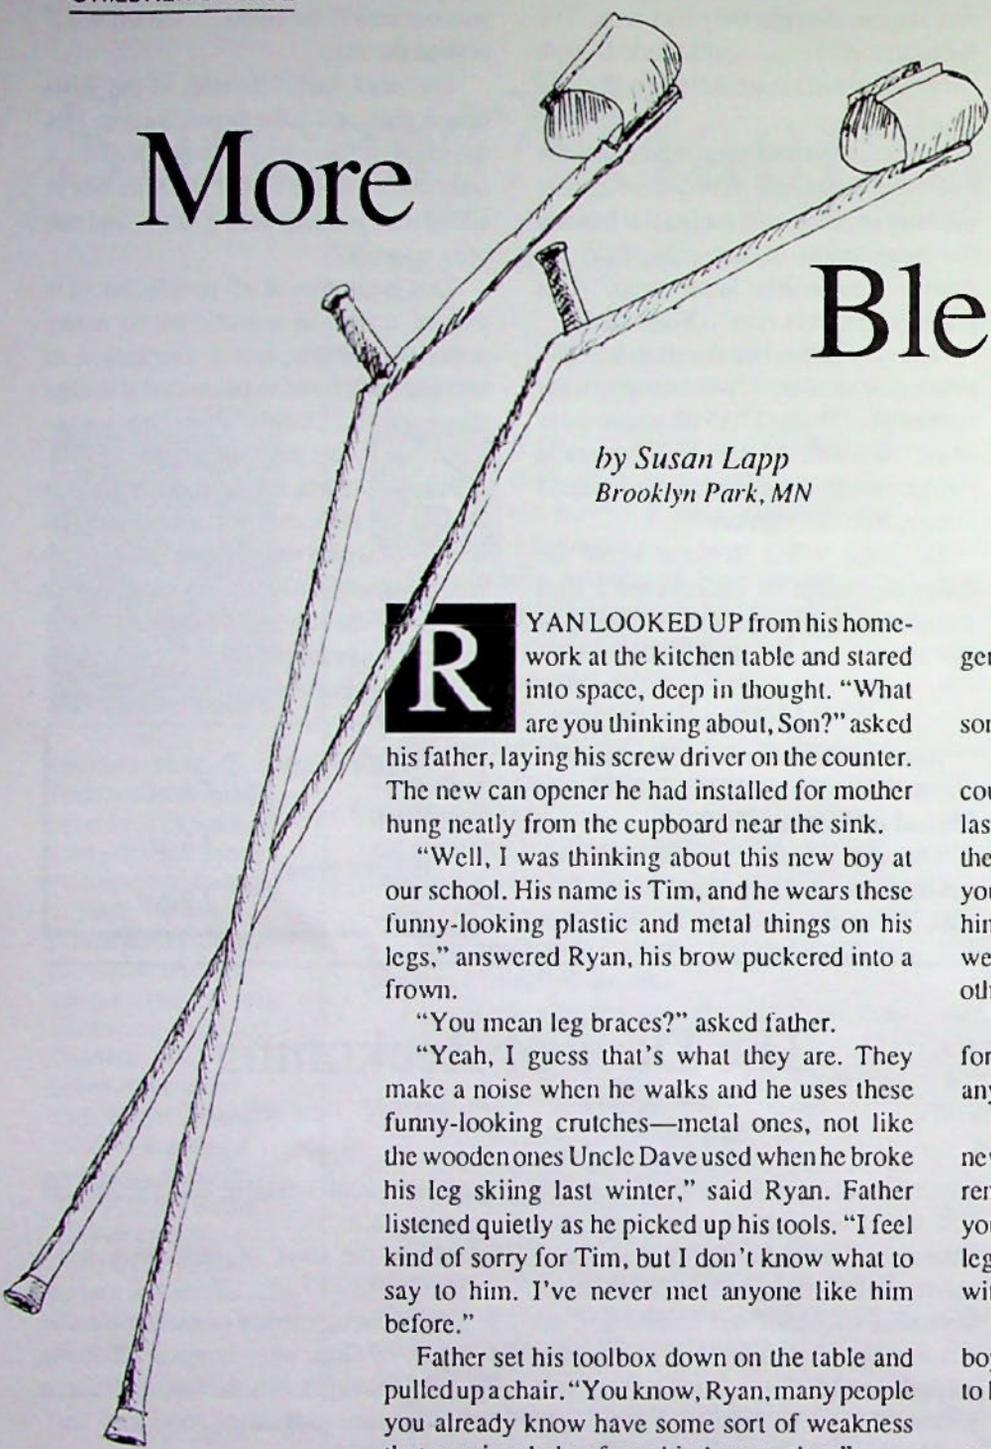 More
Ble
by Susan Lapp
Brooklyn Park, MN
RYAN LOOKED UP from his home-
work at the kitchen table and stared
into space, deep in thought. “What
are you thinking about, Son?” asked
his father, laying his screw driver on the counter.
The new can opener he had installed for mother
hung neatly from the cupboard near the sink.
“Well, I was thinking about this new boy at
our school. His name is Tim, and he wears these
funny-looking plastic and metal things on his
legs,” answered Ryan, his brow puckered into a
frown.
“You mean leg braces?” asked father.
“Yeah, I guess that’s what they are. They
make a noise when he walks and he uses these
funny-looking crutches—metal ones, not like
the wooden ones Uncle Dave used when he broke
his leg skiing last winter,” said Ryan. Father
listened quietly as he picked up his tools. “I feel
kind of sorry for Tim, but I don’t know what to
say to him. I’ve never met anyone like him
before.”
Father set his toolbox down on the table and
pulled up a chair. “You know, Ryan, many people
you already know have some sort of weakness